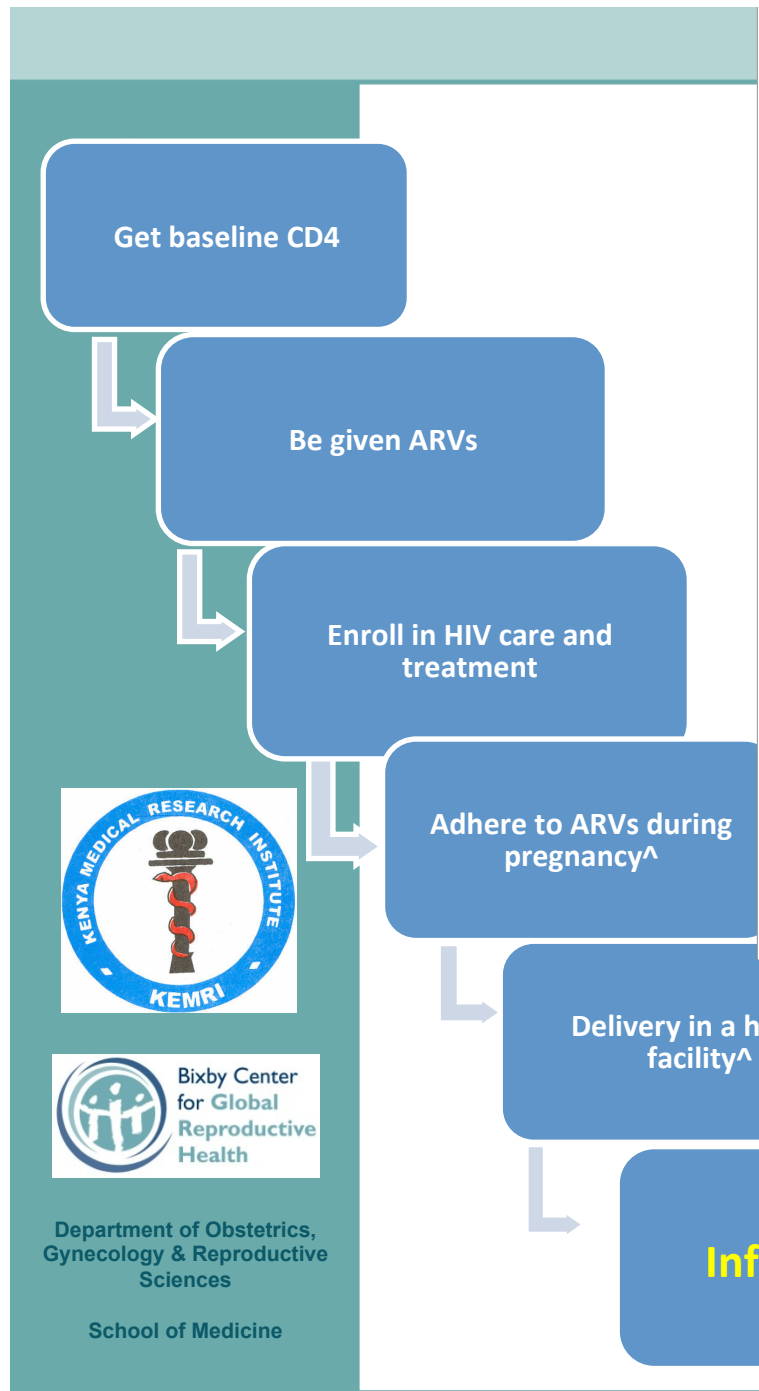 Get baseline CD4
Be given ARVs
Enroll in HIV care and
treatment
Adhere to ARVs during
pregnancy^
KENYA MEDICAL RESEARCH INSTITUTE
KEMRI
Delivery in a h
facility^
Bixby Center
for Global
Reproductive
Health
Inf
Department of Obstetrics,
Gynecology & Reproductive
Sciences
School of Medicine